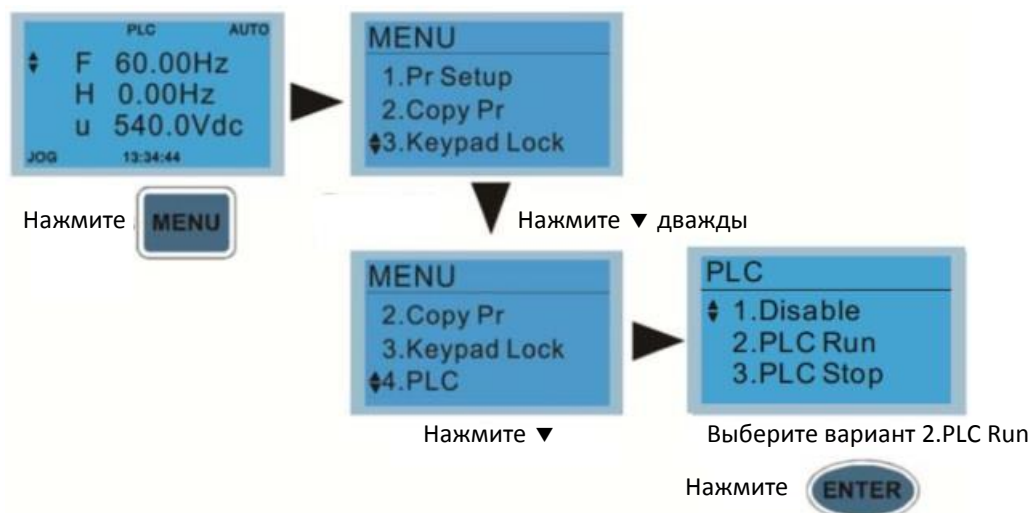 PLC AUTO
F 60.00Hz
H 0.00Hz
u 540.0Vdc
JOG 13:34:44
Нажмите MENU
MENU
1.Pr Setup
2.Copy Pr
3.Keypad Lock
Нажмите ▼ дважды
MENU
2.Copy Pr
3.Keypad Lock
4.PLC
Нажмите ▼
PLC
1.Disable
2.PLC Run
3.PLC Stop
Выберите вариант 2.PLC Run
Нажмите ENTER